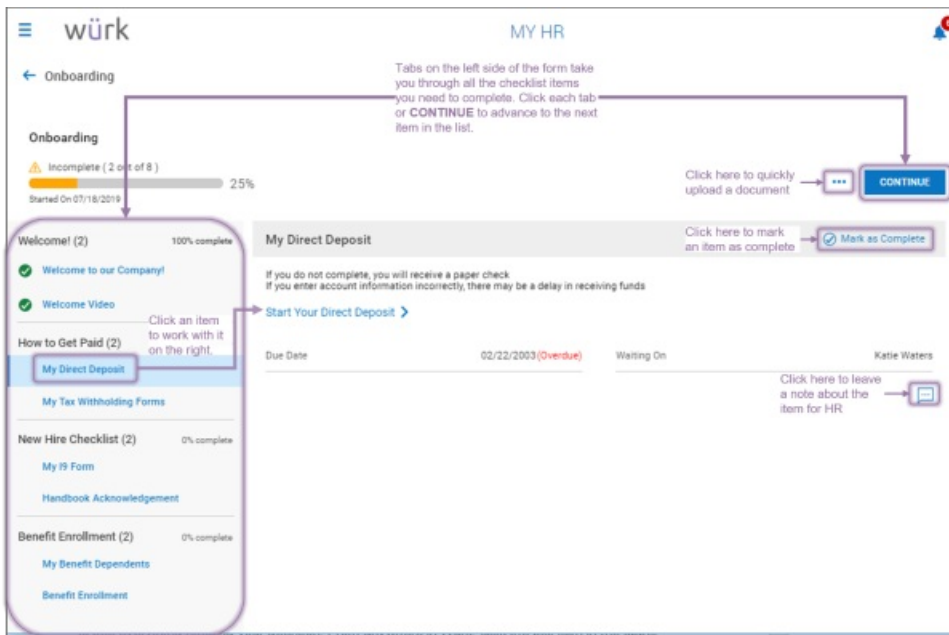 würk
MY HR
Onboarding
Tabs on the left side of the form take
you through all the checklist items
you need to complete. Click each tab
or CONTINUE to advance to the next
item in the list.
Onboarding
Incomplete ( 2 out of 8 )
25%
Started On 07/18/2019
Click here to quickly
upload a document
CONTINUE
Welcome! (2) 100% complete
Welcome to our Company!
Welcome Video
Click an item
to work with it
on the right.
How to Get Paid (2)
My Direct Deposit
My Tax Withholding Forms
New Hire Checklist (2) 0% complete
My I9 Form
Handbook Acknowledgement
Benefit Enrollment (2) 0% complete
My Benefit Dependents
Benefit Enrollment
My Direct Deposit
Click here to mark
an item as complete
Mark as Complete
If you do not complete, you will receive a paper check
If you enter account information incorrectly, there may be a delay in receiving funds
Start Your Direct Deposit
Due Date 02/22/2003 (Overdue) Waiting On Katie Waters
Click here to leave
a note about the
item for HR